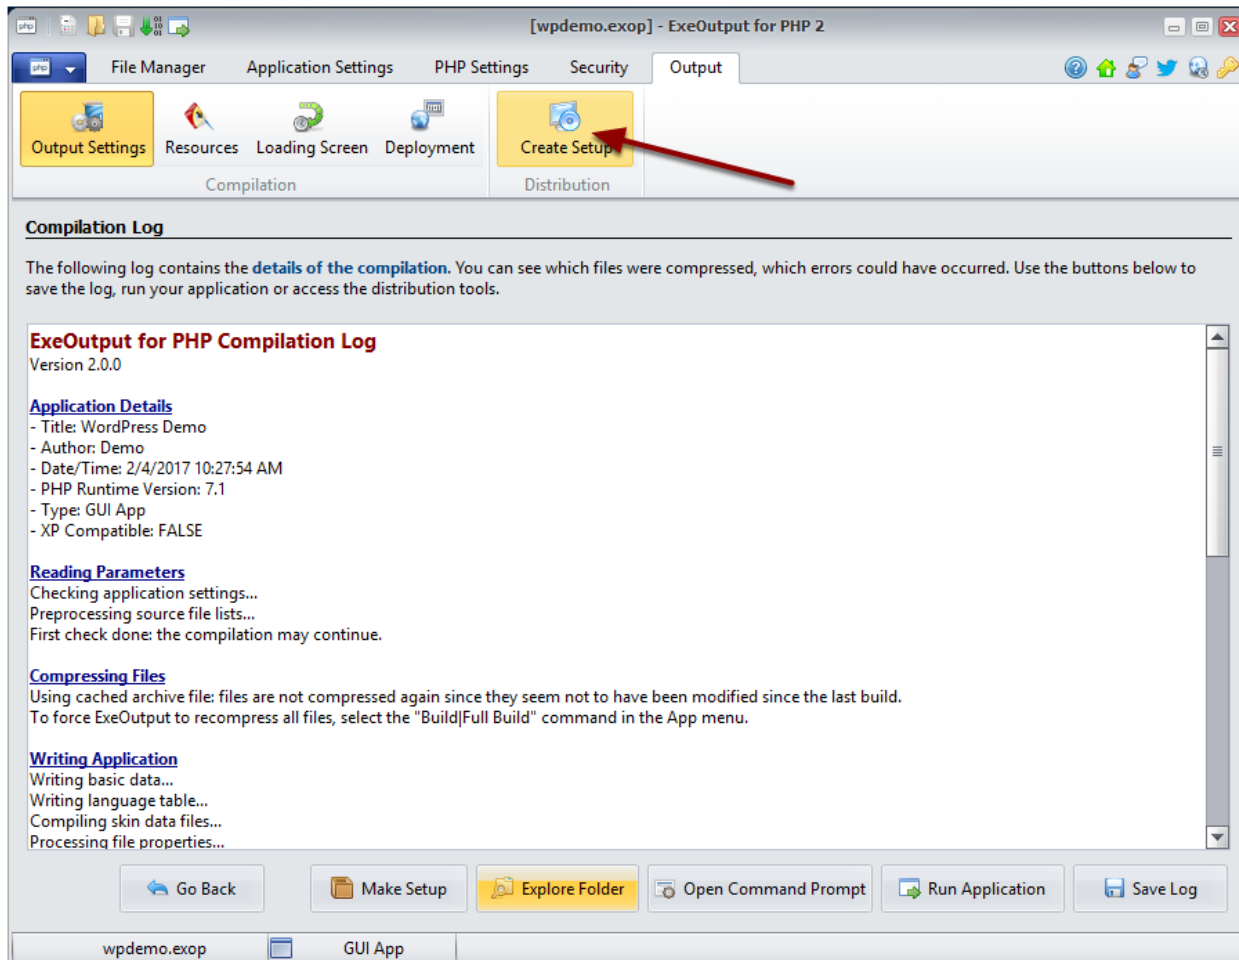 [wpdemo.exop] - ExeOutput for PHP 2
php
File Manager Application Settings PHP Settings Security Output
Output Settings Resources Loading Screen Deployment Create Setup
Compilation Distribution
Compilation Log
The following log contains the details of the compilation. You can see which files were compressed, which errors could have occurred. Use the buttons below to
save the log, run your application or access the distribution tools.
ExeOutput for PHP Compilation Log
Version 2.0.0
Application Details
- Title: WordPress Demo
- Author: Demo
- Date/Time: 2/4/2017 10:27:54 AM
- PHP Runtime Version: 7.1
- Type: GUI App
- XP Compatible: FALSE
Reading Parameters
Checking application settings...
Preprocessing source file lists...
First check done: the compilation may continue.
Compressing Files
Using cached archive file: files are not compressed again since they seem not to have been modified since the last build.
To force ExeOutput to recompress all files, select the "Build|Full Build" command in the App menu.
Writing Application
Writing basic data...
Writing language table...
Compiling skin data files...
Processing file properties...
Go Back Make Setup Explore Folder Open Command Prompt Run Application Save Log
wpdemo.exop GUI App